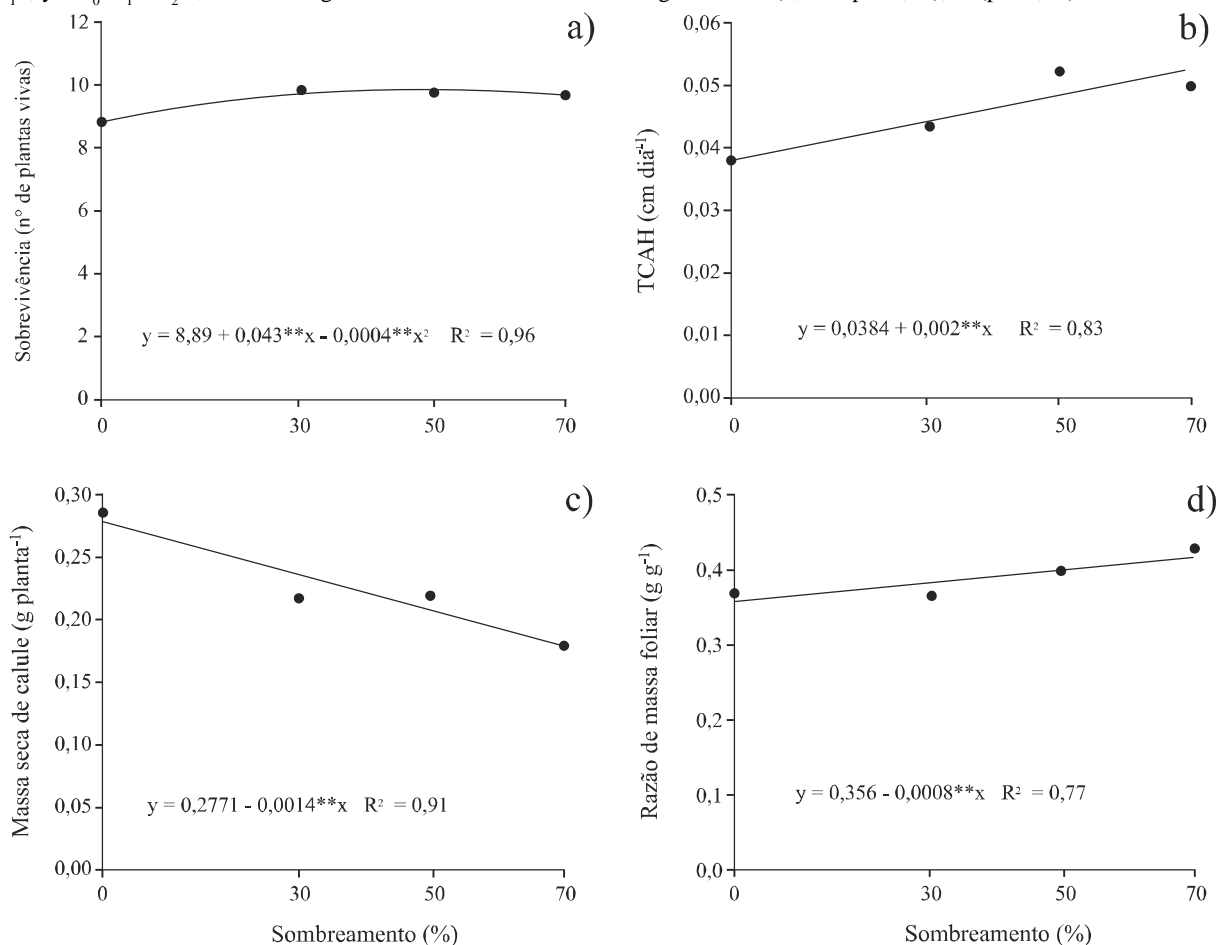 a)
12
10
8
6
4
2
0
Sobrevivência (n° de plantas vivas)
y = 8,89 + 0,043**x - 0,0004**x² R² = 0,96
0 30 50 70
b)
0,06
0,05
0,04
0,03
0,02
0,01
0,00
TCAH (cm dia⁻¹)
y = 0,0384 + 0,002**x R² = 0,83
0 30 50 70
c)
0,30
0,25
0,20
0,15
0,10
0,05
0,00
Massa seca de calule (g planta⁻¹)
y = 0,2771 - 0,0014**x R² = 0,91
0 30 50 70
Sombreamento (%)
d)
0,5
0,4
0,3
0,2
0,1
0,0
Razão de massa foliar (g g⁻¹)
y = 0,356 - 0,0008**x R² = 0,77
0 30 50 70
Sombreamento (%)